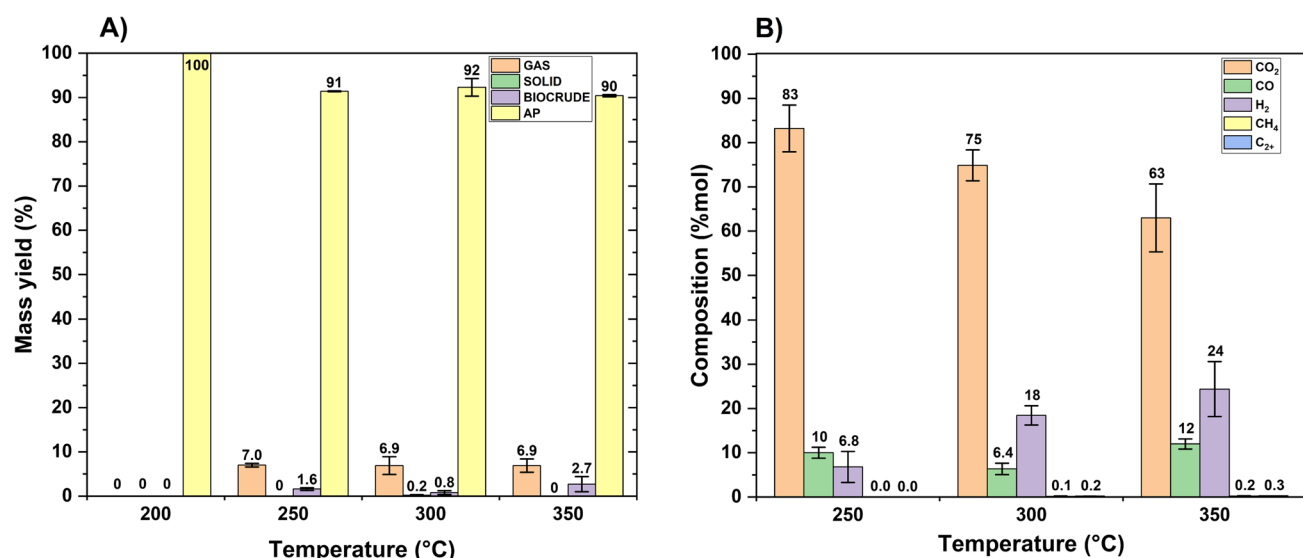 A)
Mass yield (%)
100
90
80
70
60
50
40
30
20
10
0
GAS
SOLID
BIOCRUDE
AP
0 0 0 100
7.0 0 1.6 91
6.9 0.2 0.8 92
6.9 0 2.7 90
200 250 300 350
Temperature (°C)
B)
Composition (%mol)
100
90
80
70
60
50
40
30
20
10
0
CO₂
CO
H₂
CH₄
C₂₊
83 10 6.8 0.0 0.0
75 6.4 18 0.1 0.2
63 12 24 0.2 0.3
250 300 350
Temperature (°C)